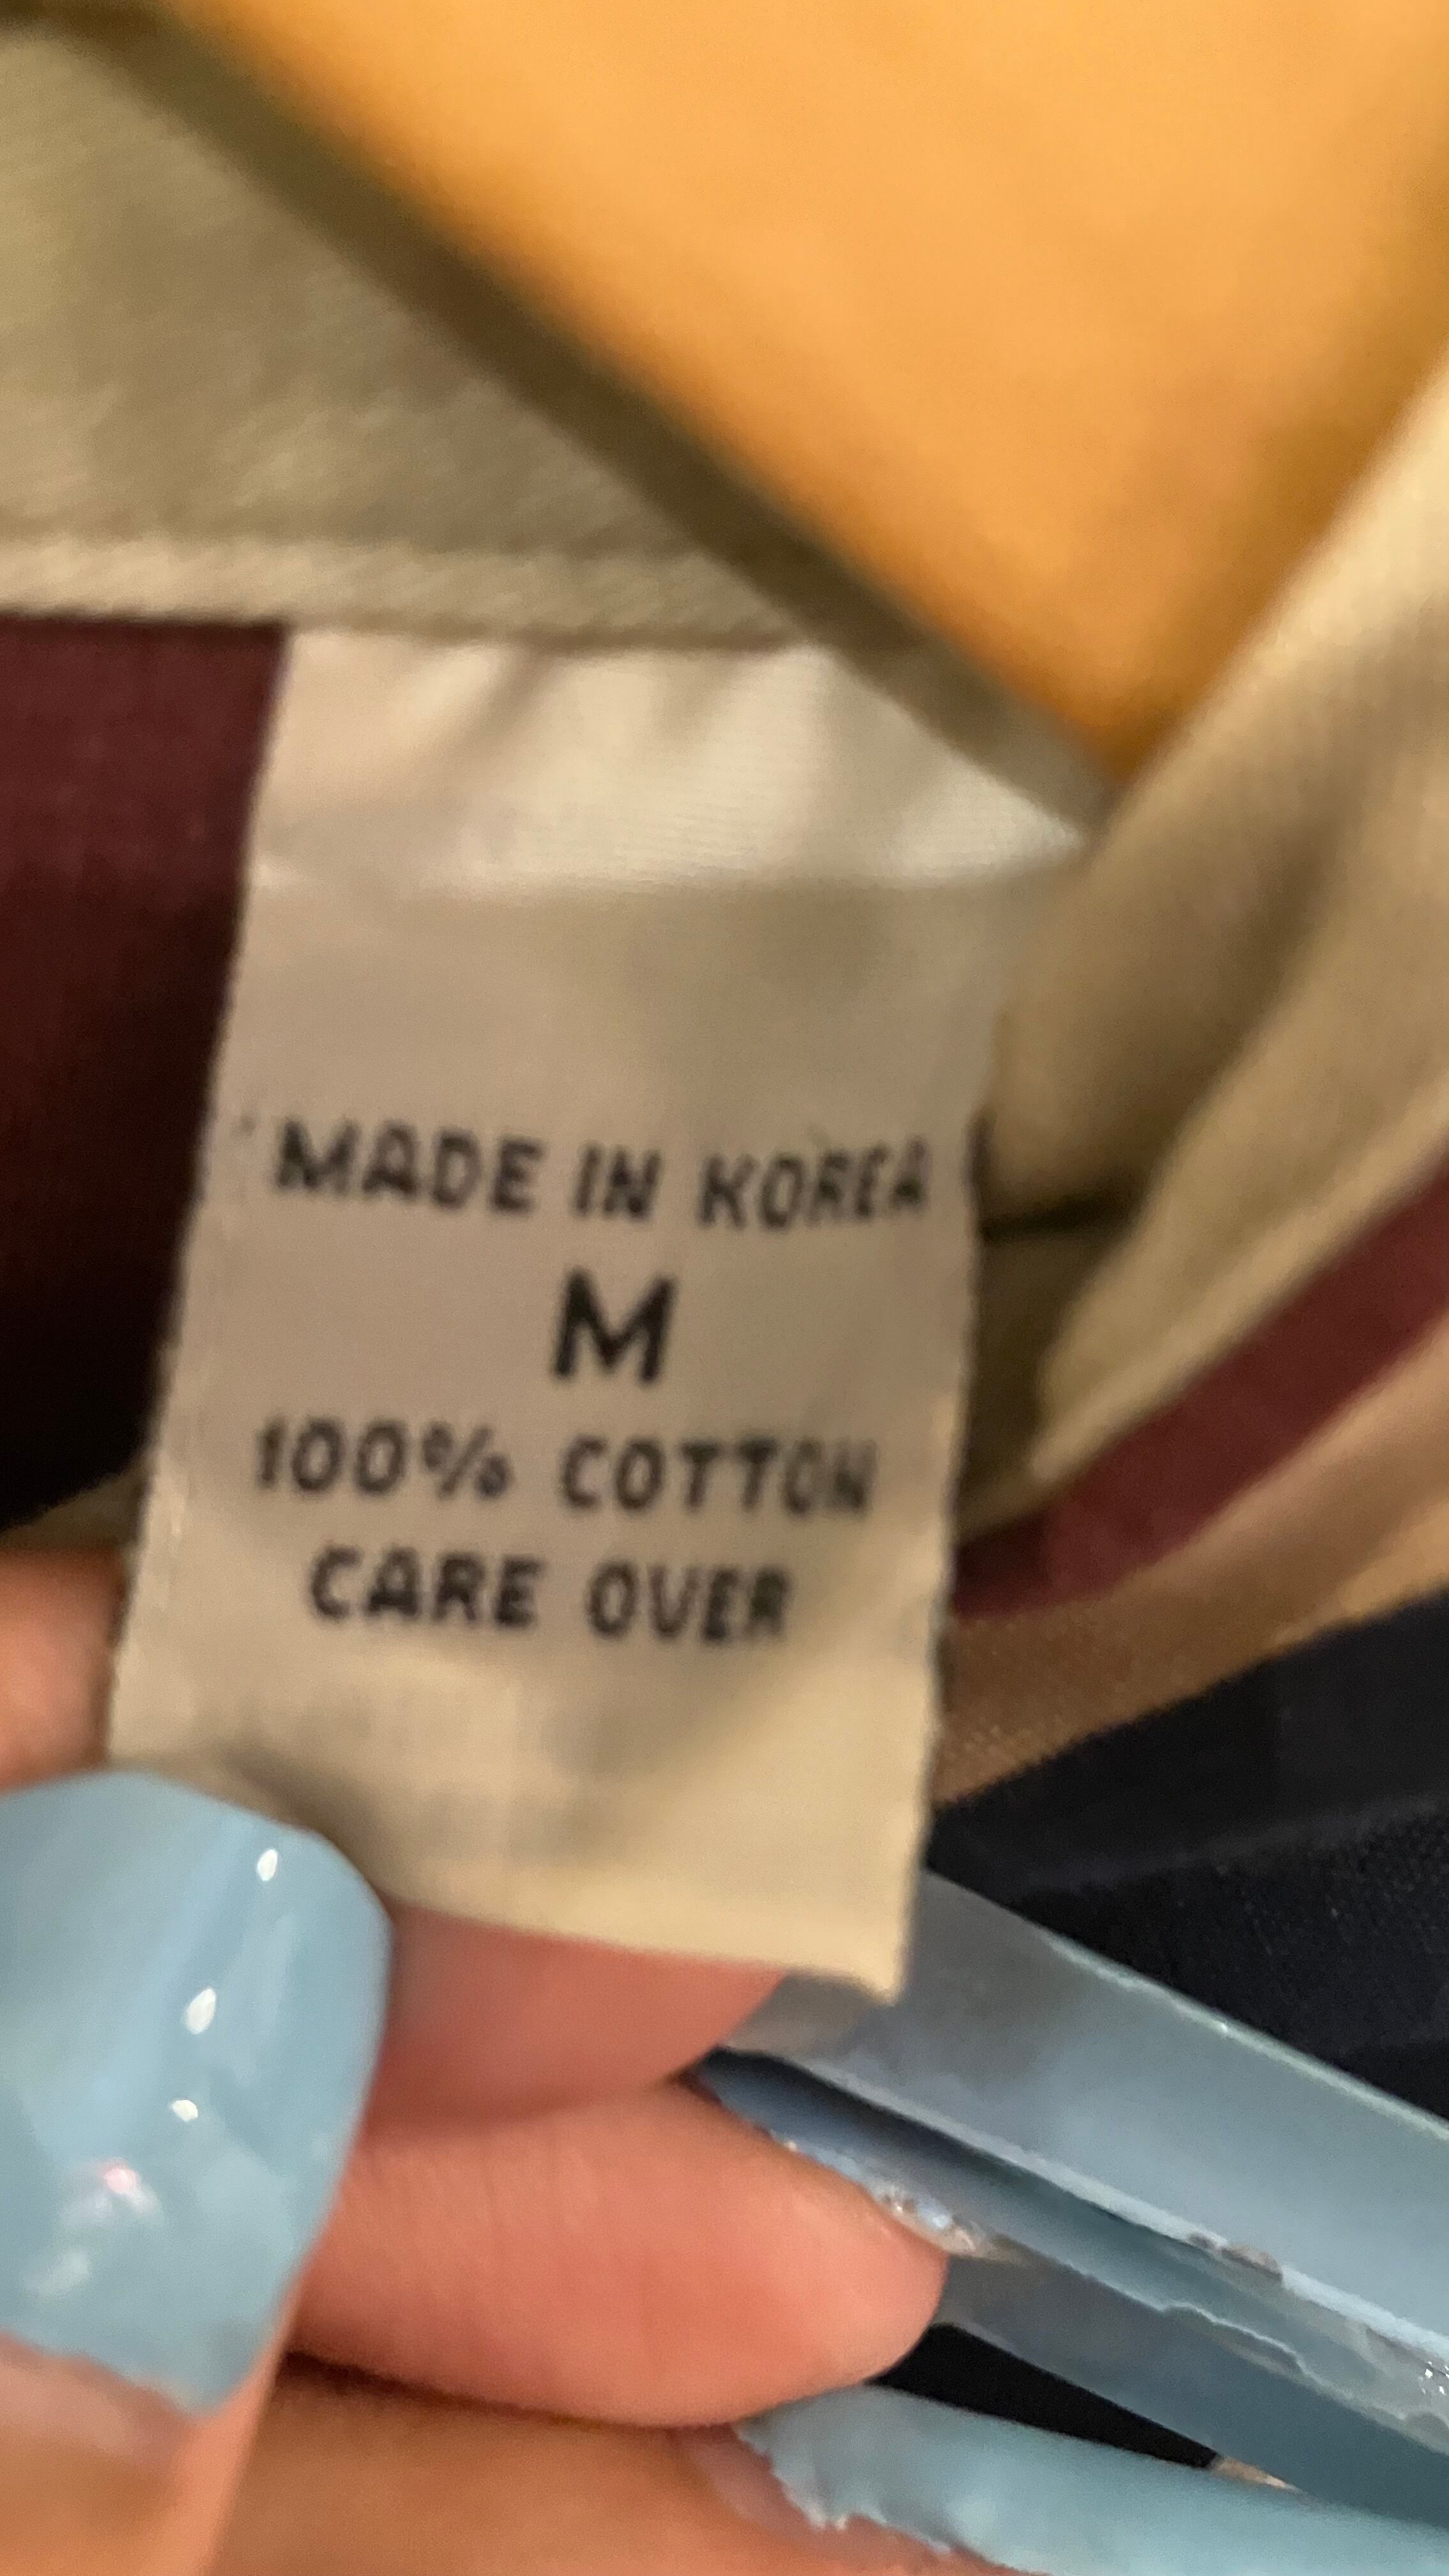 MADE IN KOREA
M
100% COTTON
CARE OVER